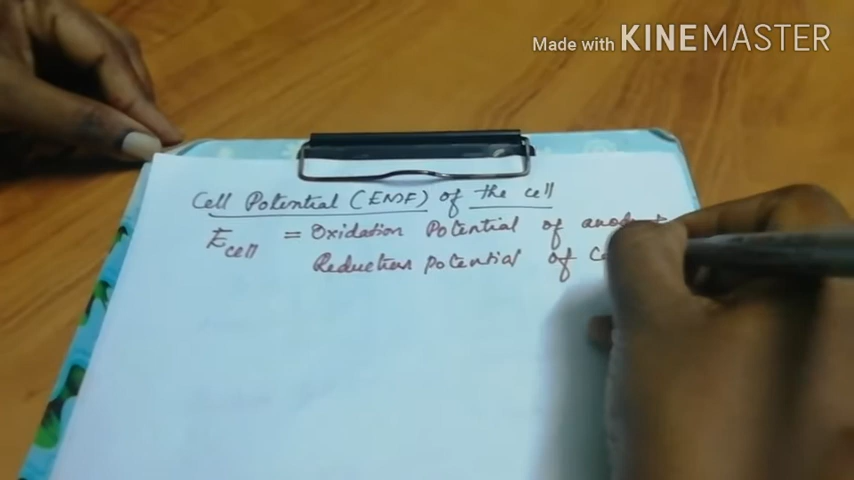 Made with KINEMASTER
Cell Potential (EMF) of the cell
Ecell = Oxidation Potential of
Reduction potential of